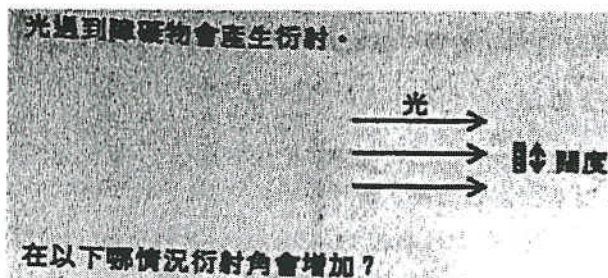 光遇到障礙物會產生衍射。
光
闊度
在以下哪情況衍射角會增加？